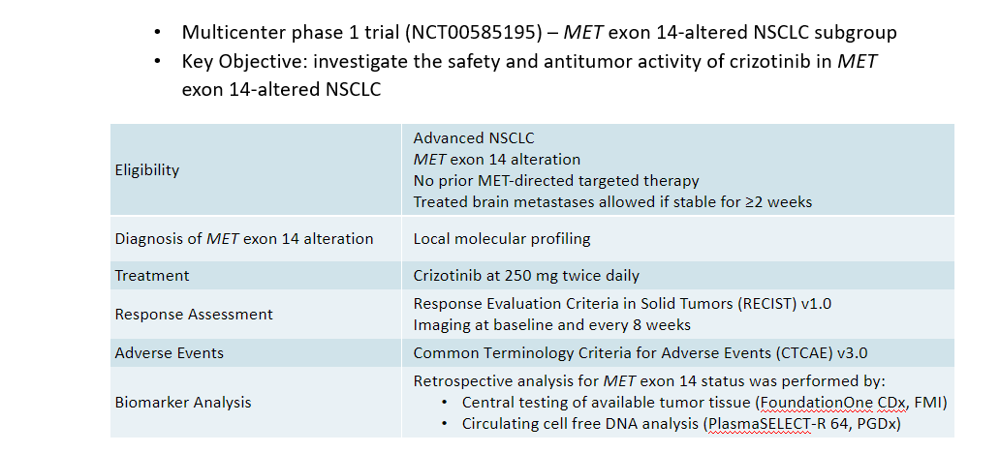 • Multicenter phase 1 trial (NCT00585195) – MET exon 14-altered NSCLC subgroup
• Key Objective: investigate the safety and antitumor activity of crizotinib in MET
exon 14-altered NSCLC
Eligibility
Advanced NSCLC
MET exon 14 alteration
No prior MET-directed targeted therapy
Treated brain metastases allowed if stable for ≥2 weeks
Diagnosis of MET exon 14 alteration
Local molecular profiling
Treatment
Crizotinib at 250 mg twice daily
Response Assessment
Response Evaluation Criteria in Solid Tumors (RECIST) v1.0
Imaging at baseline and every 8 weeks
Adverse Events
Common Terminology Criteria for Adverse Events (CTCAE) v3.0
Biomarker Analysis
Retrospective analysis for MET exon 14 status was performed by:
• Central testing of available tumor tissue (FoundationOne CDx, FMI)
• Circulating cell free DNA analysis (PlasmaSELECT-R 64, PGDx)